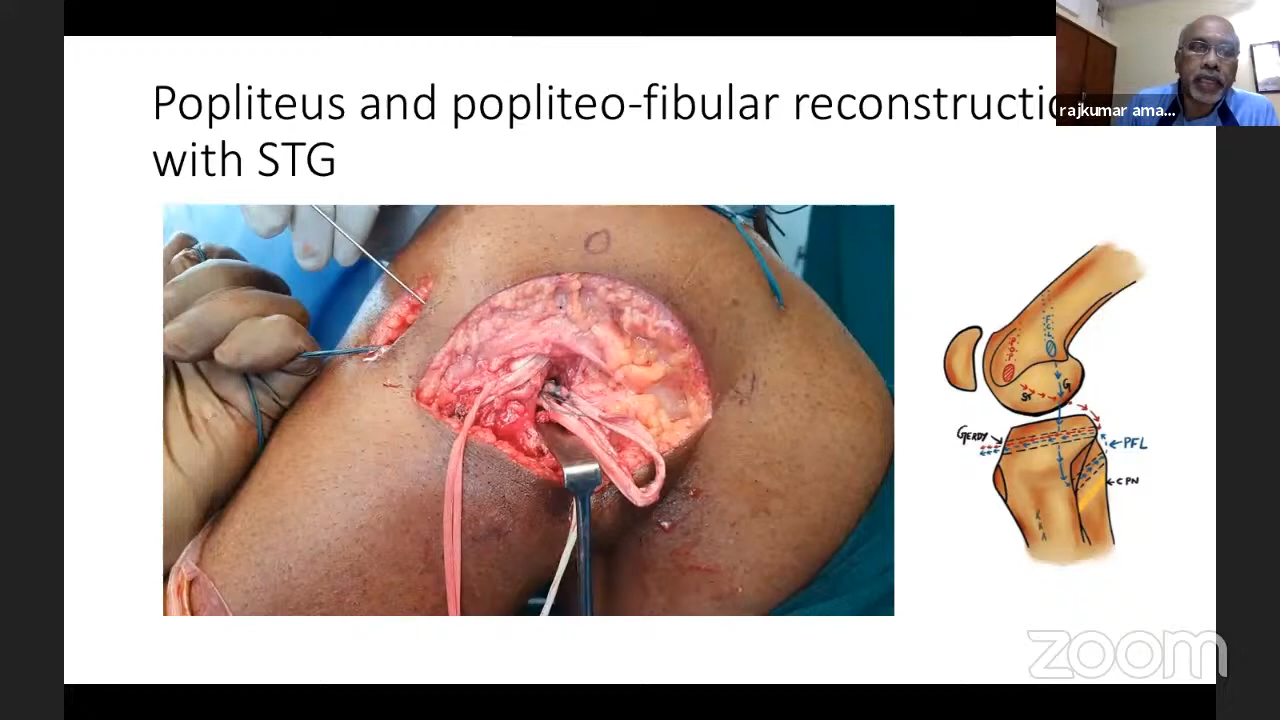 Popliteus and popliteo-fibular reconstructio
with STG
rajkumar ama...
GERDY
ST
G
PFL
CPN
zoom